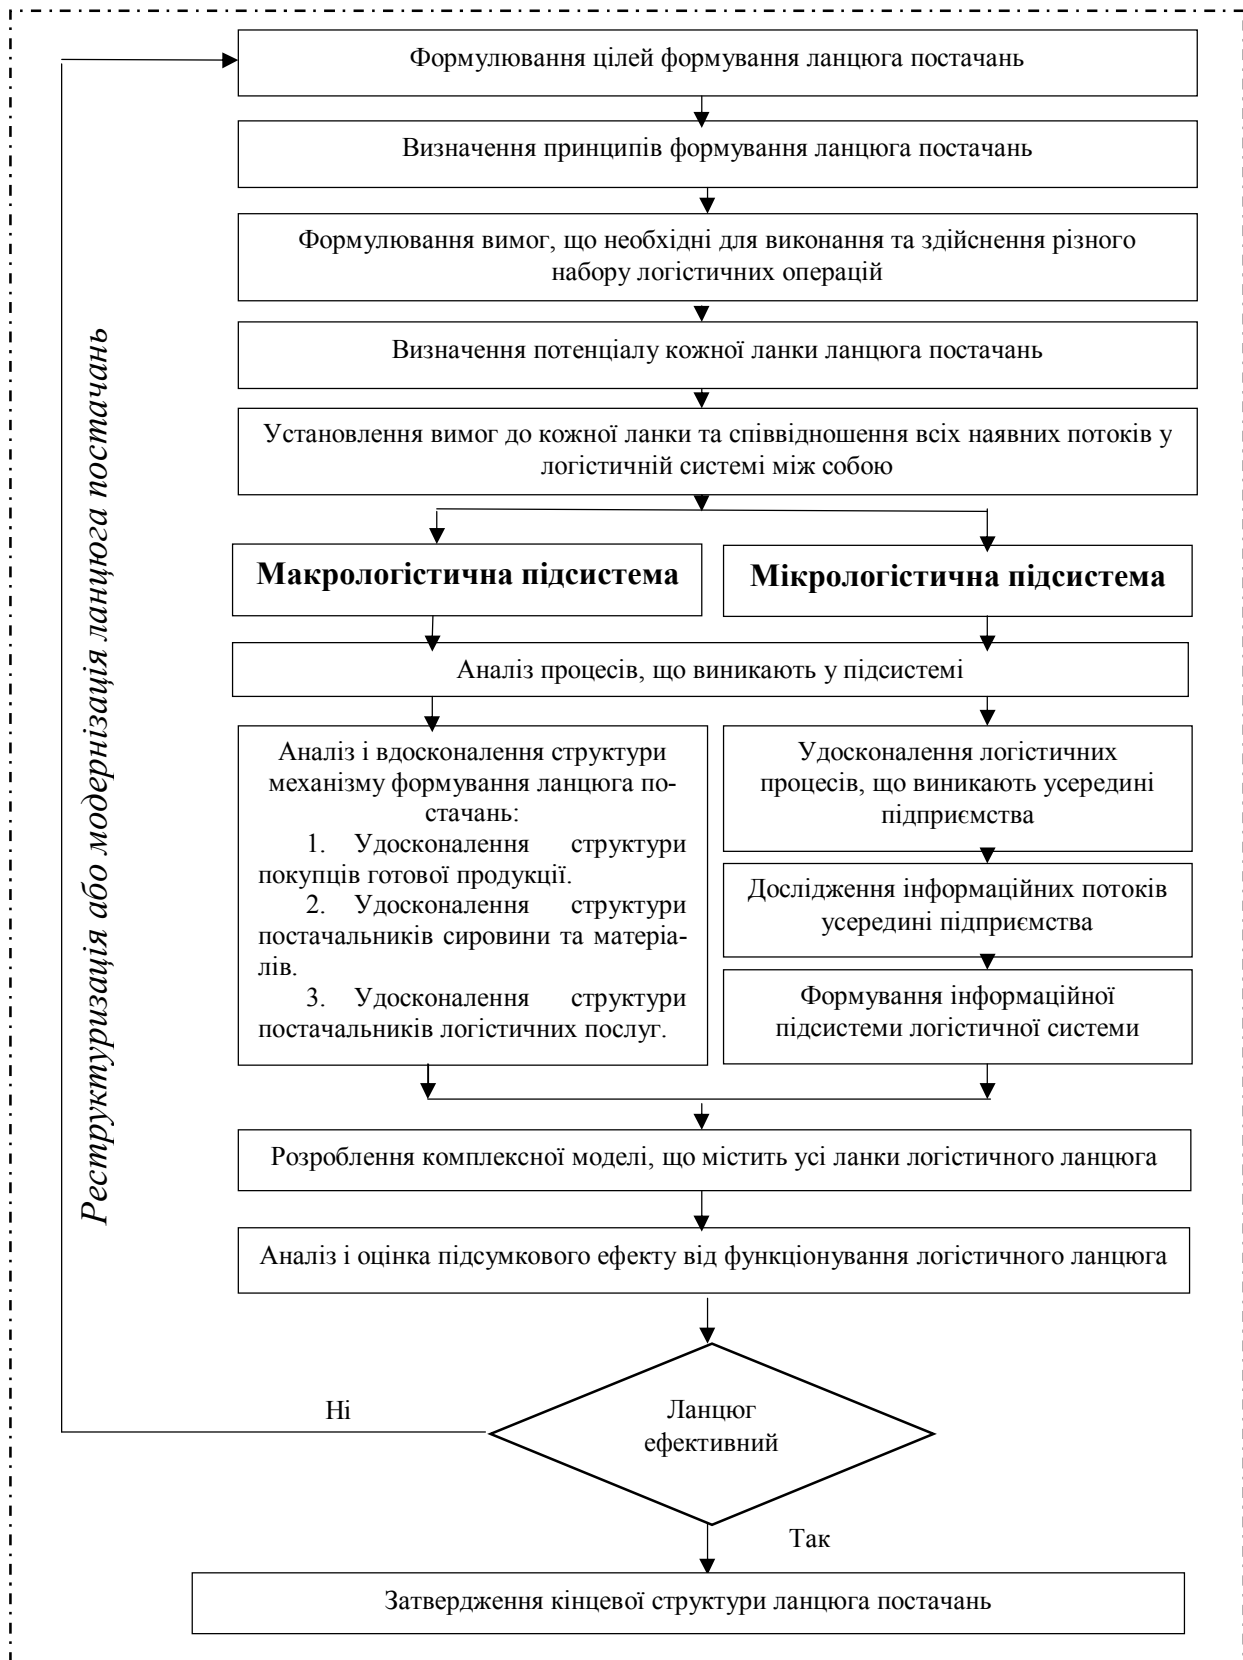 Формулювання цілей формування ланцюга постачань
Визначення принципів формування ланцюга постачань
Формулювання вимог, що необхідні для виконання та здійснення різного
набору логістичних операцій
Визначення потенціалу кожної ланки ланцюга постачань
Установлення вимог до кожної ланки та співвідношення всіх наявних потоків у
логістичній системі між собою
Макрологістична підсистема
Мікрологістична підсистема
Аналіз процесів, що виникають у підсистемі
Аналіз і вдосконалення структури
механізму формування ланцюга по-
стачань:
1. Удосконалення структури
покупців готової продукції.
2. Удосконалення структури
постачальників сировини та матеріа-
лів.
3. Удосконалення структури
постачальників логістичних послуг.
Удосконалення логістичних
процесів, що виникають усередині
підприємства
Дослідження інформаційних потоків
усередині підприємства
Формування інформаційної
підсистеми логістичної системи
Розроблення комплексної моделі, що містить усі ланки логістичного ланцюга
Аналіз і оцінка підсумкового ефекту від функціонування логістичного ланцюга
Ланцюг
ефективний
Ні
Так
Затвердження кінцевої структури ланцюга постачань
Реструктуризація або модернізація ланцюга постачань